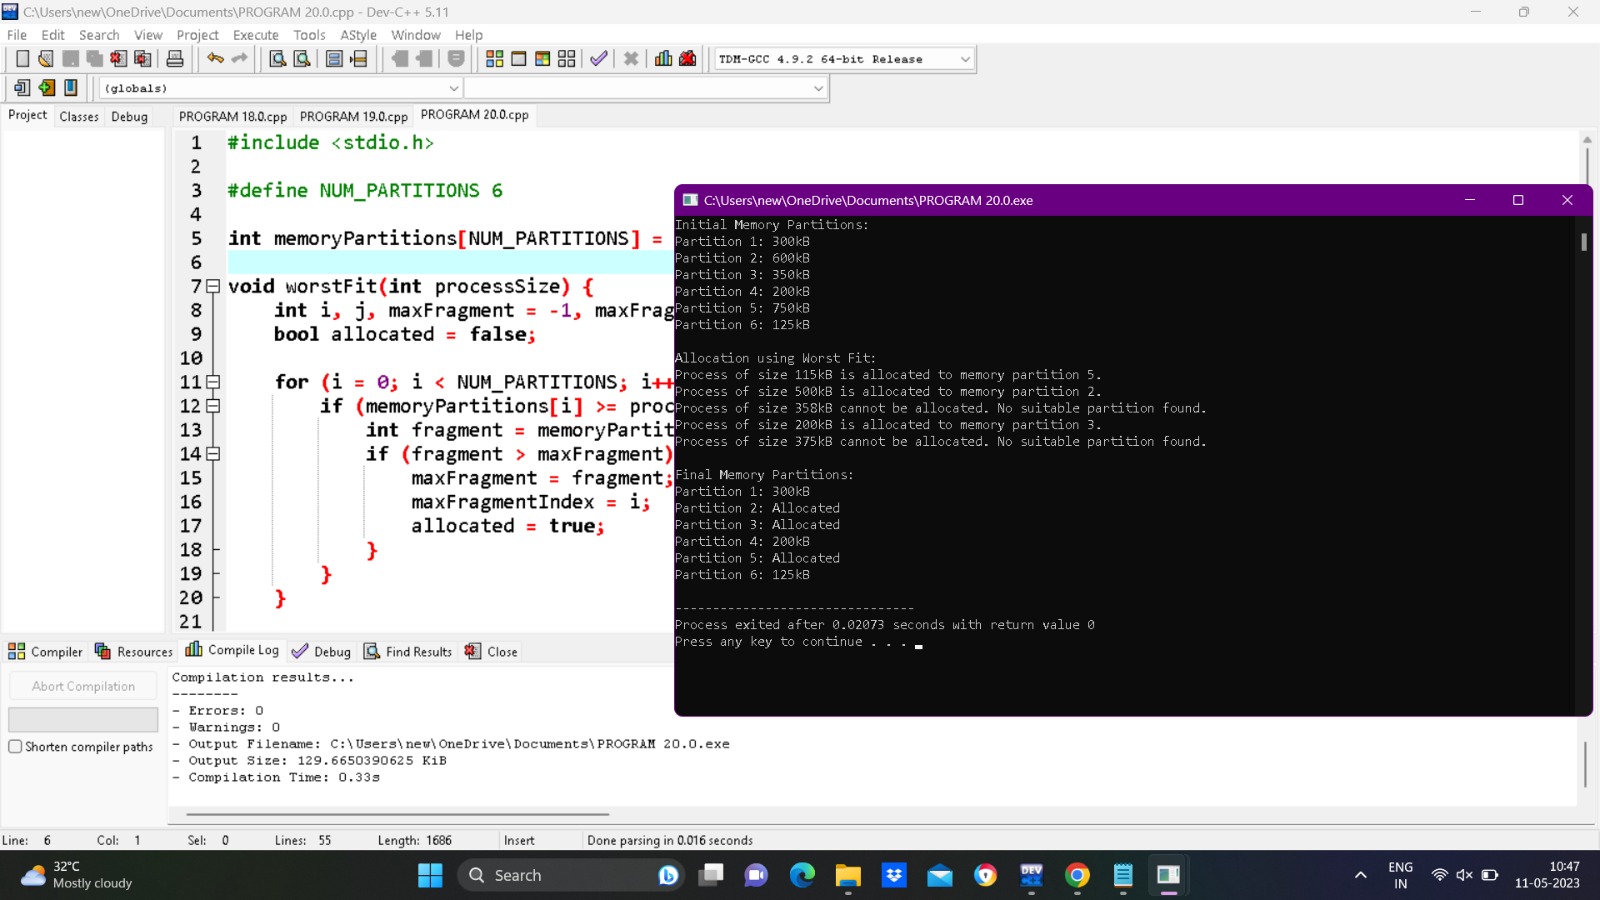 C:\Users\new\OneDrive\Documents\PROGRAM 20.0.cpp - Dev-C++ 5.11
File Edit Search View Project Execute Tools AStyle Window Help
TDM-GCC 4.9.2 64-bit Release
(globals)
Project Classes Debug PROGRAM 18.0.cpp PROGRAM 19.0.cpp PROGRAM 20.0.cpp
1 #include <stdio.h>
2
3 #define NUM_PARTITIONS 6
4
5 int memoryPartitions[NUM_PARTITIONS] =
6
7 void worstFit(int processSize) {
8 int i, j, maxFragment = -1, maxFrag
9 bool allocated = false;
10
11 for (i = 0; i < NUM_PARTITIONS; i++
12 if (memoryPartitions[i] >= proc
13 int fragment = memoryPartit
14 if (fragment > maxFragment)
15 maxFragment = fragment;
16 maxFragmentIndex = i;
17 allocated = true;
18 }
19 }
20 }
21
C:\Users\new\OneDrive\Documents\PROGRAM 20.0.exe
Initial Memory Partitions:
Partition 1: 300kB
Partition 2: 600kB
Partition 3: 350kB
Partition 4: 200kB
Partition 5: 750kB
Partition 6: 125kB
Allocation using Worst Fit:
Process of size 115kB is allocated to memory partition 5.
Process of size 500kB is allocated to memory partition 2.
Process of size 358kB cannot be allocated. No suitable partition found.
Process of size 200kB is allocated to memory partition 3.
Process of size 375kB cannot be allocated. No suitable partition found.
Final Memory Partitions:
Partition 1: 300kB
Partition 2: Allocated
Partition 3: Allocated
Partition 4: 200kB
Partition 5: Allocated
Partition 6: 125kB
--------------------------------
Process exited after 0.02073 seconds with return value 0
Press any key to continue . . .
Compiler Resources Compile Log Debug Find Results Close
Abort Compilation
Shorten compiler paths
Compilation results...
--------
- Errors: 0
- Warnings: 0
- Output Filename: C:\Users\new\OneDrive\Documents\PROGRAM 20.0.exe
- Output Size: 129.6650390625 KiB
- Compilation Time: 0.33s
Line: 6 Col: 1 Sel: 0 Lines: 55 Length: 1686 Insert Done parsing in 0.016 seconds
32°C
Mostly cloudy
Search
DEV
ENG
IN
10:47
11-05-2023